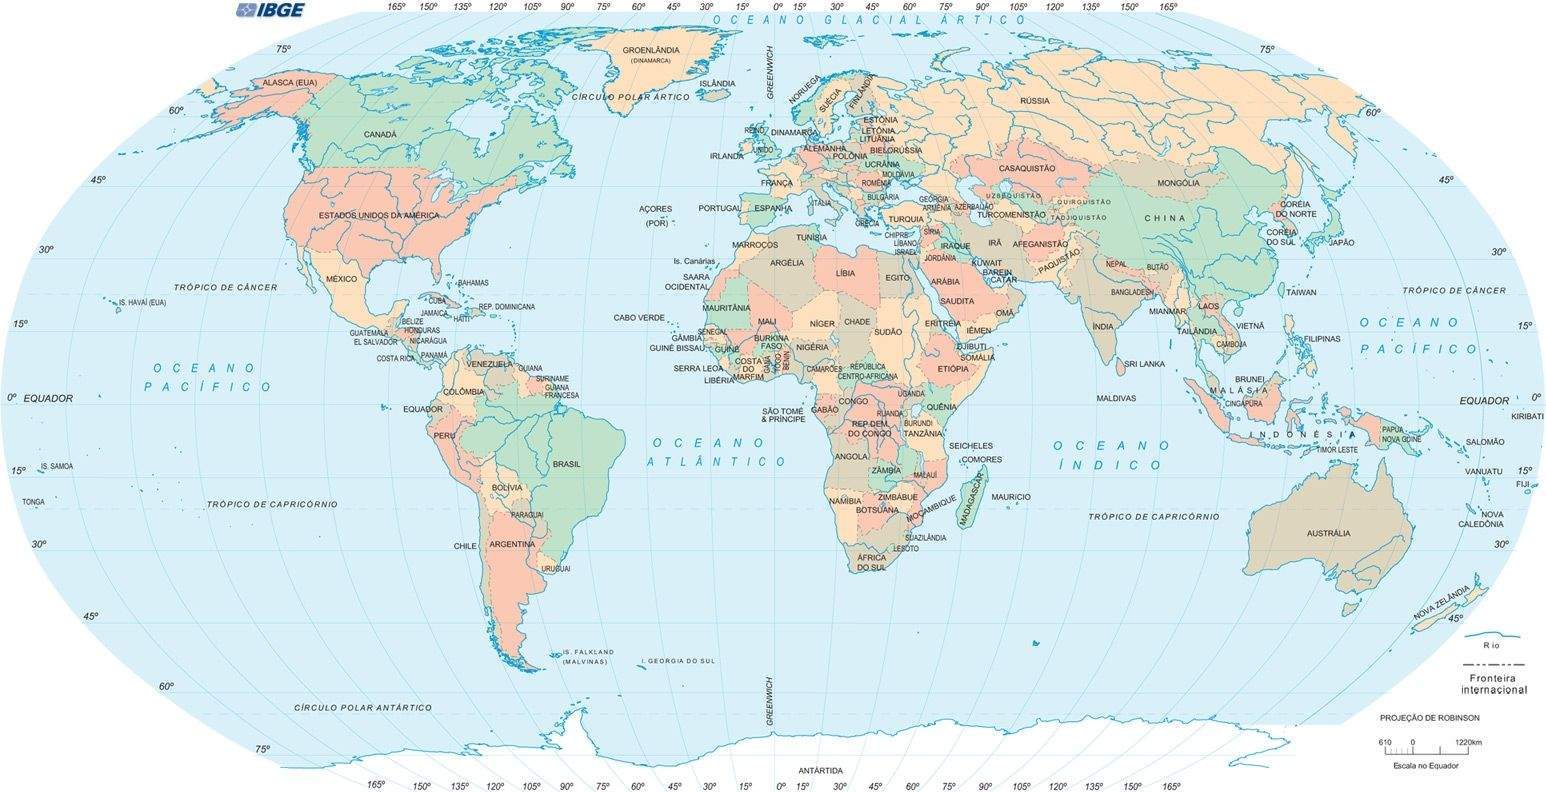 IBGE
165º 150º 135º 120º 105º 90º 75º 60º 45º 30º 15º 0º 15º 30º 45º 60º 75º 90º 105º 120º 135º 150º 165º
OCEANO GLACIAL ÁRTICO
75º
75º
GREENWICH
GROENLÂNDIA
(DINAMARCA)
ALASCA (EUA)
ISLÂNDIA
CÍRCULO POLAR ÁRTICO
NORUEGA
SUÉCIA
FINLÂNDIA
RÚSSIA
60º
60º
CANADÁ
ESTÔNIA
LETÔNIA
LITUÂNIA
REINO
UNIDO
DINAMARCA
IRLANDA
ALEMANHA
POLÔNIA
BIELORÚSSIA
UCRÂNIA
MOLDÁVIA
CASAQUISTÃO
MONGÓLIA
45º
45º
FRANÇA
ROMÊNIA
BULGÁRIA
ITÁLIA
GEÓRGIA
ARMÊNIA
AZERBAIJÃO
UZBEQUISTÃO
QUIRGUISTÃO
TURCOMENISTÃO
TADJIQUISTÃO
CHINA
CORÉIA
DO NORTE
CORÉIA
DO SUL
JAPÃO
ESTADOS UNIDOS DA AMÉRICA
AÇORES
(POR)
PORTUGAL
ESPANHA
GRÉCIA
TURQUIA
CHIPRE
LÍBANO
ISRAEL
SÍRIA
IRAQUE
JORDÂNIA
IRÃ
AFEGANISTÃO
PAQUISTÃO
30º
30º
MARROCOS
TUNÍSIA
Is. Canárias
ARGÉLIA
LÍBIA
EGITO
KUWAIT
BAREIN
CATAR
NEPAL
BUTÃO
MÉXICO
BAHAMAS
SAARA
OCIDENTAL
ARÁBIA
SAUDITA
BANGLADESH
TAIWAN
TRÓPICO DE CÂNCER
TRÓPICO DE CÂNCER
IS. HAVAÍ (EUA)
CUBA
REP. DOMINICANA
JAMAICA
HAITI
BELIZE
HONDURAS
GUATEMALA
EL SALVADOR
NICARÁGUA
COSTA RICA
PANAMÁ
CABO VERDE
MAURITÂNIA
MALI
NÍGER
CHADE
SUDÃO
ERITREIA
IÊMEN
OMÃ
ÍNDIA
MIANMAR
LAOS
TAILÂNDIA
VIETNÃ
CAMBOJA
FILIPINAS
15º
15º
OCEANO
PACÍFICO
SENEGAL
GÂMBIA
GUINÉ BISSAU
GUINÉ
SERRA LEOA
LIBÉRIA
BURKINA
FASO
COSTA
DO
MARFIM
GANA
TOGO
BENIN
NIGÉRIA
CAMARÕES
REPÚBLICA
CENTRO-AFRICANA
DJIBUTI
SOMÁLIA
ETIÓPIA
SRI LANKA
OCEANO
PACÍFICO
VENEZUELA
GUIANA
SURINAME
GUIANA
FRANCESA
COLÔMBIA
0º EQUADOR
EQUADOR
EQUADOR 0º
SÃO TOMÉ
& PRÍNCIPE
GABÃO
CONGO
UGANDA
QUÊNIA
RUANDA
BURUNDI
REP.DEM.
DO CONGO
TANZÂNIA
MALDIVAS
BRUNEI
MALÁSIA
CINGAPURA
INDONÉSIA
TIMOR LESTE
PAPUA
NOVA GUINÉ
KIRIBATI
SALOMÃO
PERU
BRASIL
OCEANO
ATLÂNTICO
OCEANO
ÍNDICO
SEICHELES
COMORES
IS. SAMOA
15º
15º
TONGA
VANUATU
FIJI
BOLÍVIA
ANGOLA
ZÂMBIA
MALAUÍ
MOÇAMBIQUE
MADAGASCAR
MAURICIO
TRÓPICO DE CAPRICÓRNIO
TRÓPICO DE CAPRICÓRNIO
PARAGUAI
NAMÍBIA
ZIMBÁBUE
BOTSUANA
NOVA
CALEDÔNIA
CHILE
ARGENTINA
URUGUAI
SUAZILÂNDIA
LESOTO
ÁFRICA
DO SUL
AUSTRÁLIA
30º
30º
NOVA ZELÂNDIA
45º
45º
IS. FALKLAND
(MALVINAS)
I. GEORGIA DO SUL
Rio
Fronteira
internacional
60º
GREENWICH
CÍRCULO POLAR ANTÁRTICO
PROJEÇÃO DE ROBINSON
610 0 1220km
Escala no Equador
75º
ANTÁRTIDA
165º 150º 135º 120º 105º 90º 75º 60º 45º 30º 15º 0º 15º 30º 45º 60º 75º 90º 105º 120º 135º 150º 165º